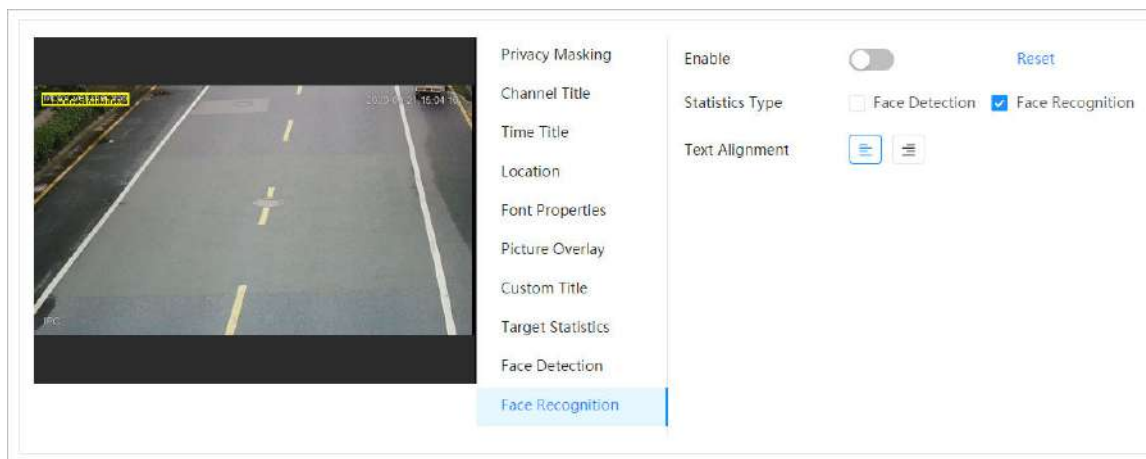 Privacy Masking
Channel Title
Time Title
Location
Font Properties
Picture Overlay
Custom Title
Target Statistics
Face Detection
Face Recognition
Enable
Reset
Statistics Type
Face Detection
Face Recognition
Text Alignment
IPC